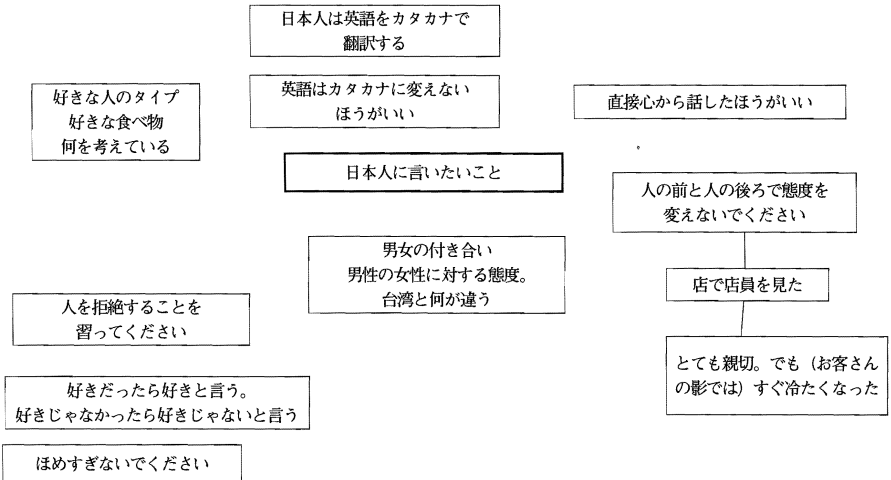 日本人は英語をカタカナで
翻訳する
英語はカタカナに変えない
ほうがいい
好きな人のタイプ
好きな食べ物
何を考えている
直接心から話したほうがいい
日本人に言いたいこと
人の前と人の後ろで態度を
変えないでください
男女の付き合い
男性の女性に対する態度。
台湾と何が違う
店で店員を見た
人を拒絶することを
習ってください
とても親切。でも（お客さん
の影では）すぐ冷たくなった
好きだったら好きと言う。
好きじゃなかったら好きじゃないと言う
ほめすぎないでください